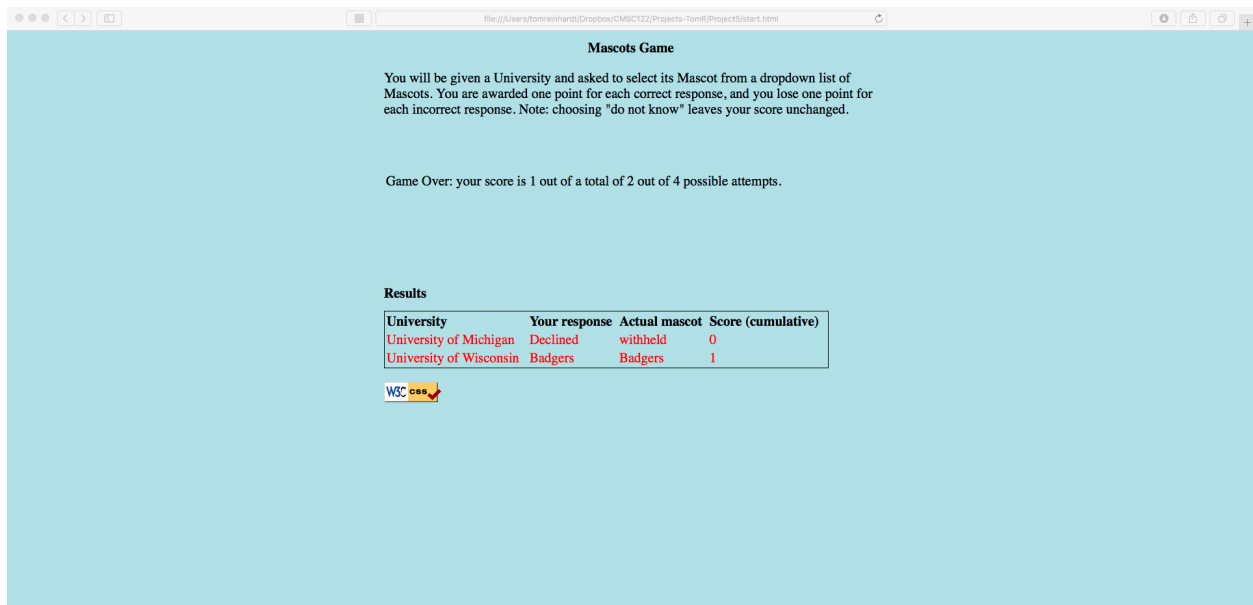 file:///Users/tomreinhardt/Dropbox/CMSC122/Projects-TomR/Project5/start.html
Mascots Game
You will be given a University and asked to select its Mascot from a dropdown list of
Mascots. You are awarded one point for each correct response, and you lose one point for
each incorrect response. Note: choosing "do not know" leaves your score unchanged.
Game Over: your score is 1 out of a total of 2 out of 4 possible attempts.
Results
University Your response Actual mascot Score (cumulative)
University of Michigan Declined withheld 0
University of Wisconsin Badgers Badgers 1
W3C css